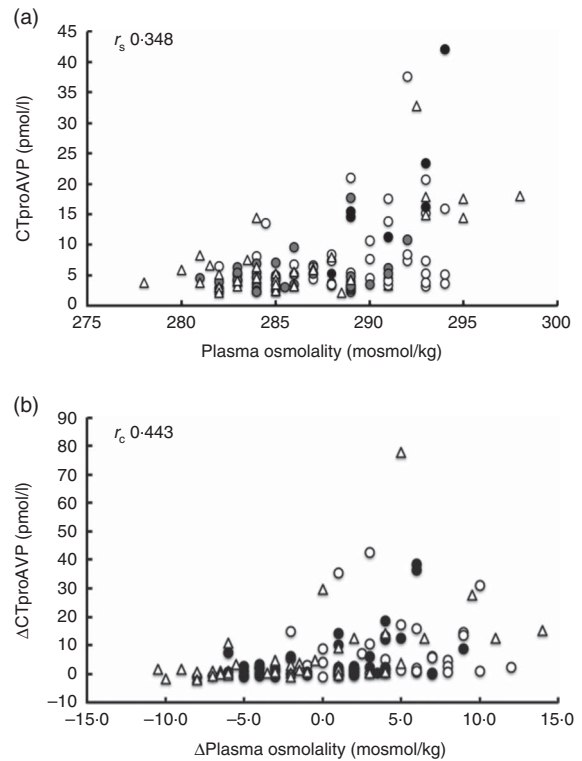 (a)
r_s 0·348
CTproAVP (pmol/l)
45
40
35
30
25
20
15
10
5
0
275 280 285 290 295 300
Plasma osmolality (mosmol/kg)
(b)
r_c 0·443
ΔCTproAVP (pmol/l)
90
80
70
60
50
40
30
20
10
0
–10
–15·0 –10·0 –5·0 0·0 5·0 10·0 15·0
ΔPlasma osmolality (mosmol/kg)